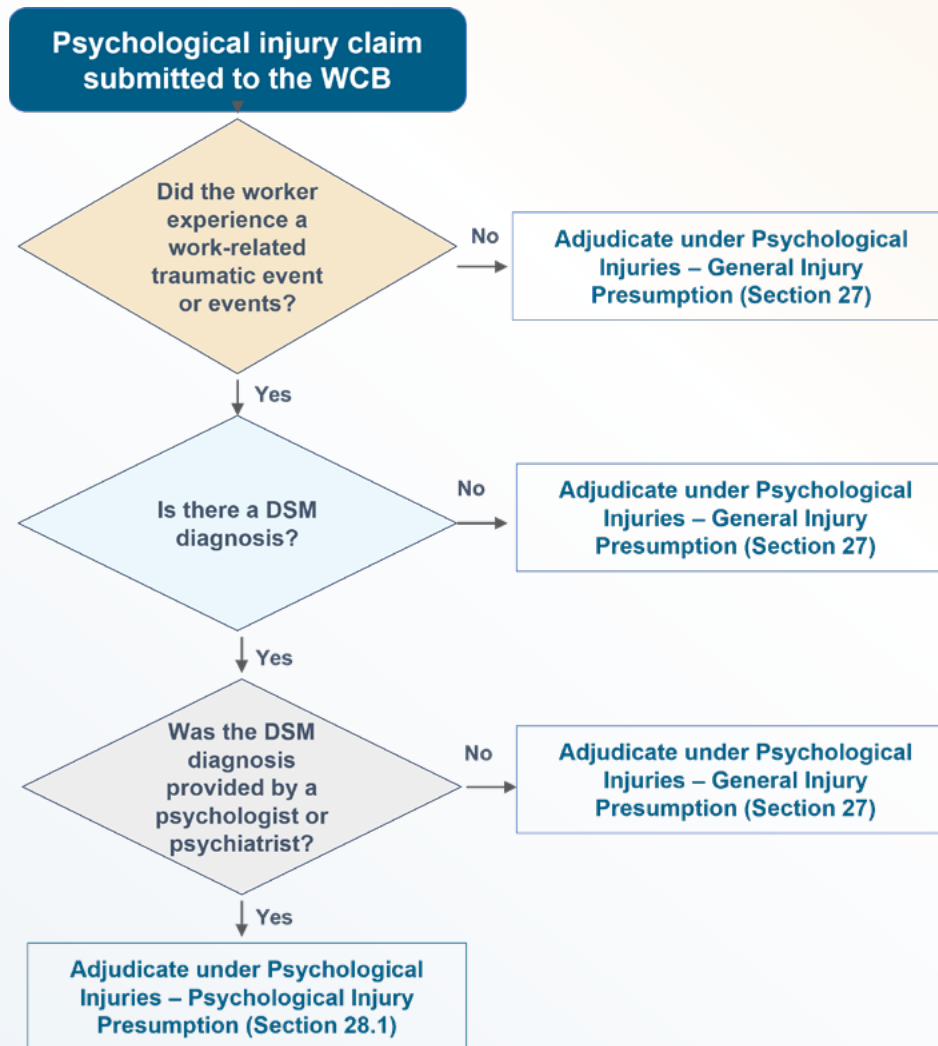 Psychological injury claim
submitted to the WCB
Did the worker
experience a
work-related
traumatic event
or events?
No
Adjudicate under Psychological
Injuries – General Injury
Presumption (Section 27)
Yes
Is there a DSM
diagnosis?
No
Adjudicate under Psychological
Injuries – General Injury
Presumption (Section 27)
Yes
Was the DSM
diagnosis
provided by a
psychologist or
psychiatrist?
No
Adjudicate under Psychological
Injuries – General Injury
Presumption (Section 27)
Yes
Adjudicate under Psychological
Injuries – Psychological Injury
Presumption (Section 28.1)